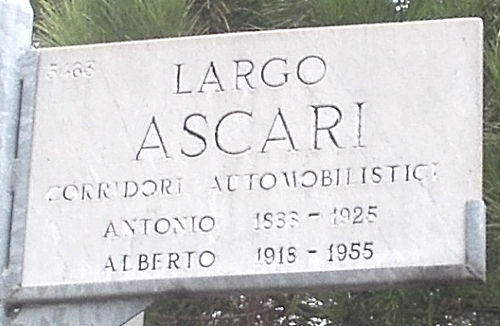 5463
LARGO
ASCARI
CORRIDORI AUTOMOBILISTICI
ANTONIO 1888 - 1925
ALBERTO 1918 - 1955